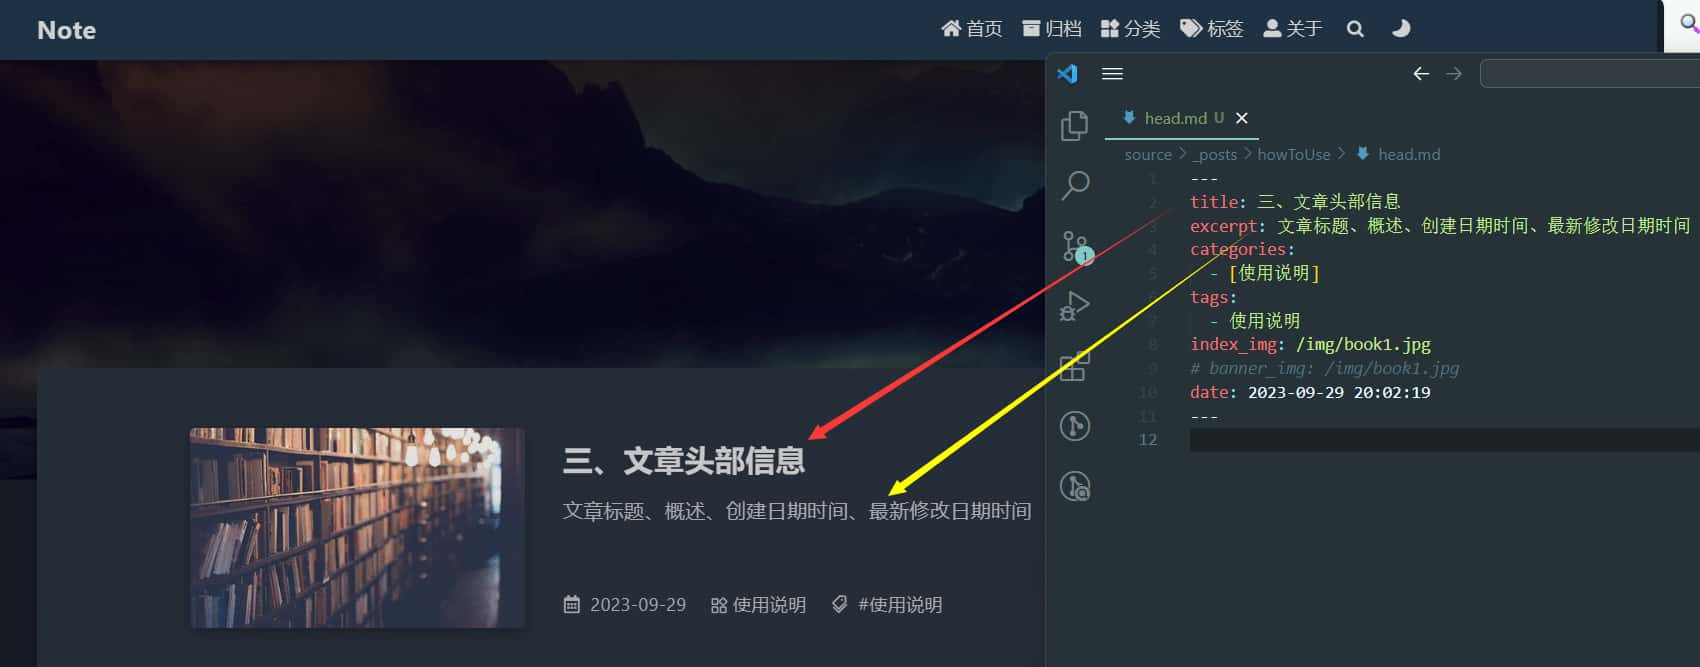 Note
首页 归档 分类 标签 关于
三、文章头部信息
文章标题、概述、创建日期时间、最新修改日期时间
2023-09-29 使用说明 #使用说明
head.md U
source > _posts > howToUse > head.md
1 ---
2 title: 三、文章头部信息
3 excerpt: 文章标题、概述、创建日期时间、最新修改日期时间
4 categories:
5 - [使用说明]
6 tags:
7 - 使用说明
8 index_img: /img/book1.jpg
9 # banner_img: /img/book1.jpg
10 date: 2023-09-29 20:02:19
11 ---
12
1